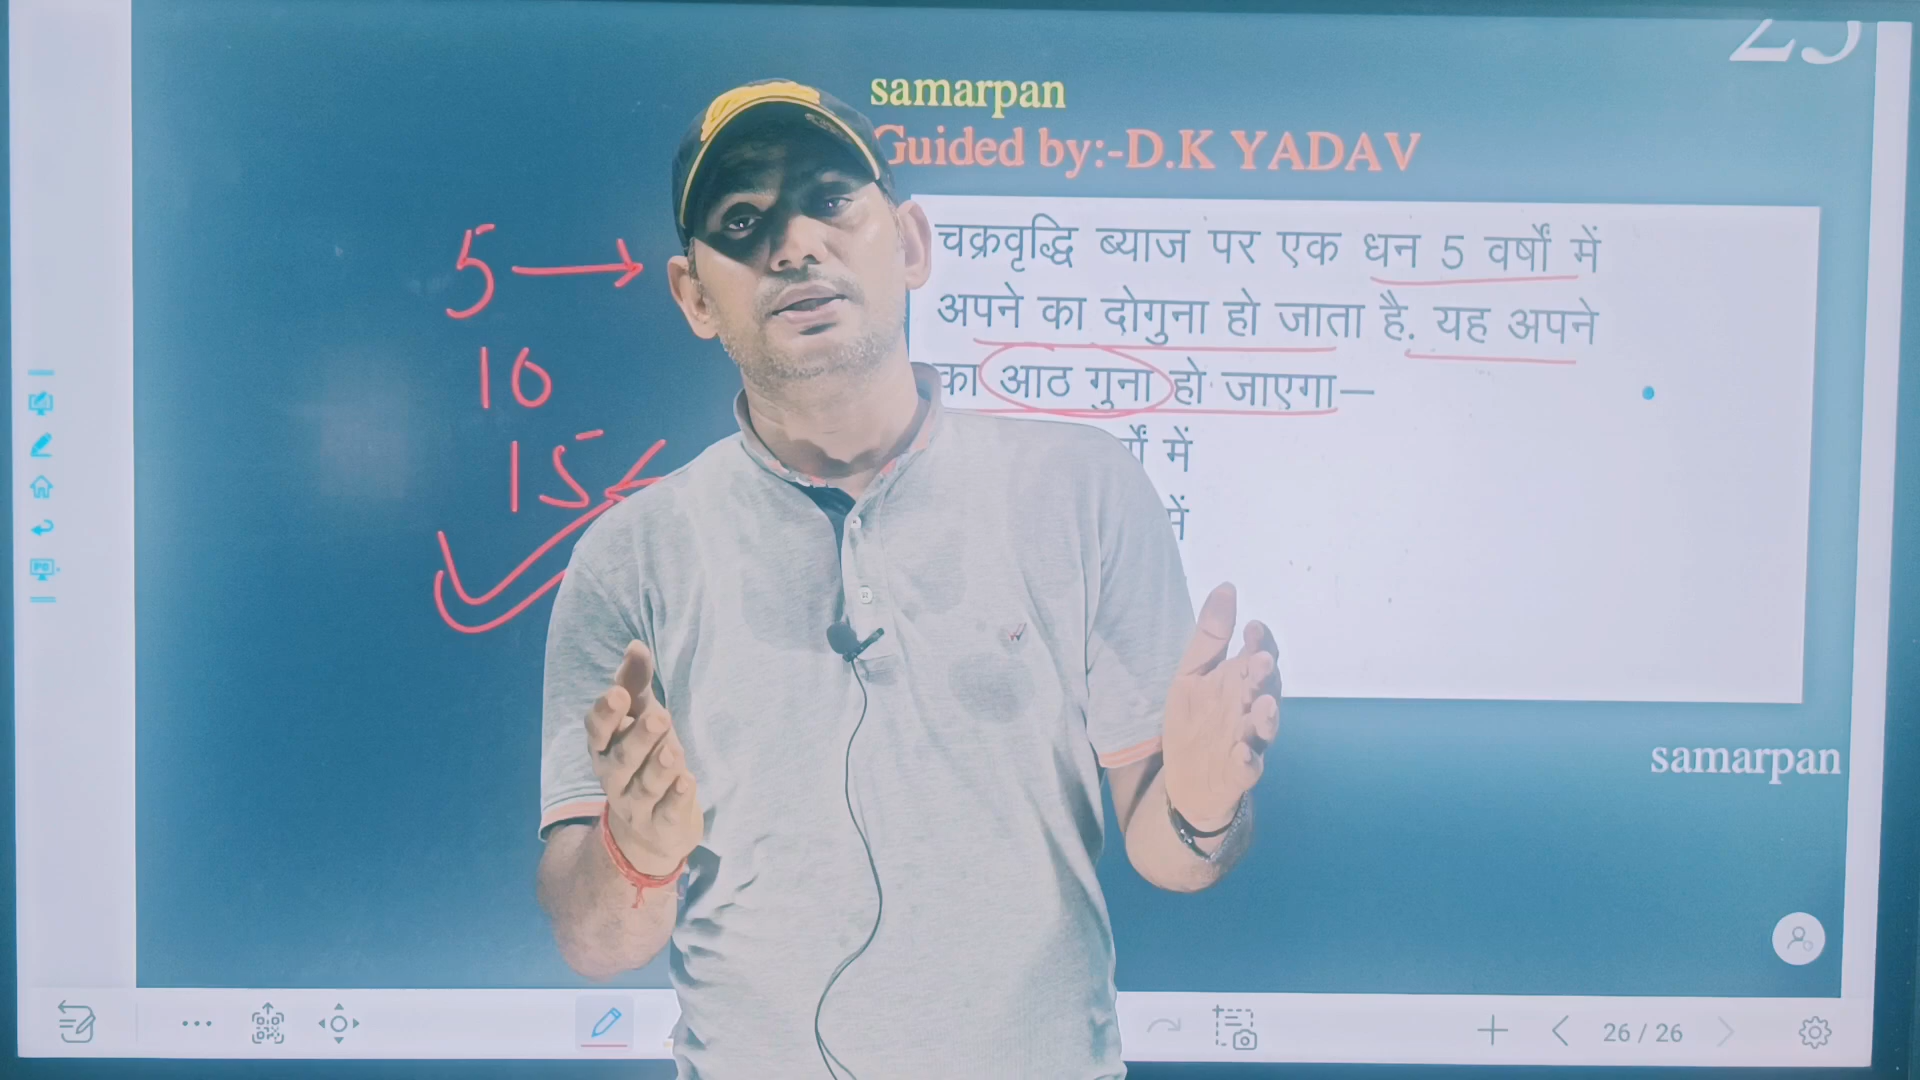 samarpan
Guided by:-D.K YADAV
चक्रवृद्धि ब्याज पर एक धन 5 वर्षों में
अपने का दोगुना हो जाता है. यह अपने
का आठ गुना हो जाएगा—
में
में
5
10
15
samarpan
26 / 26